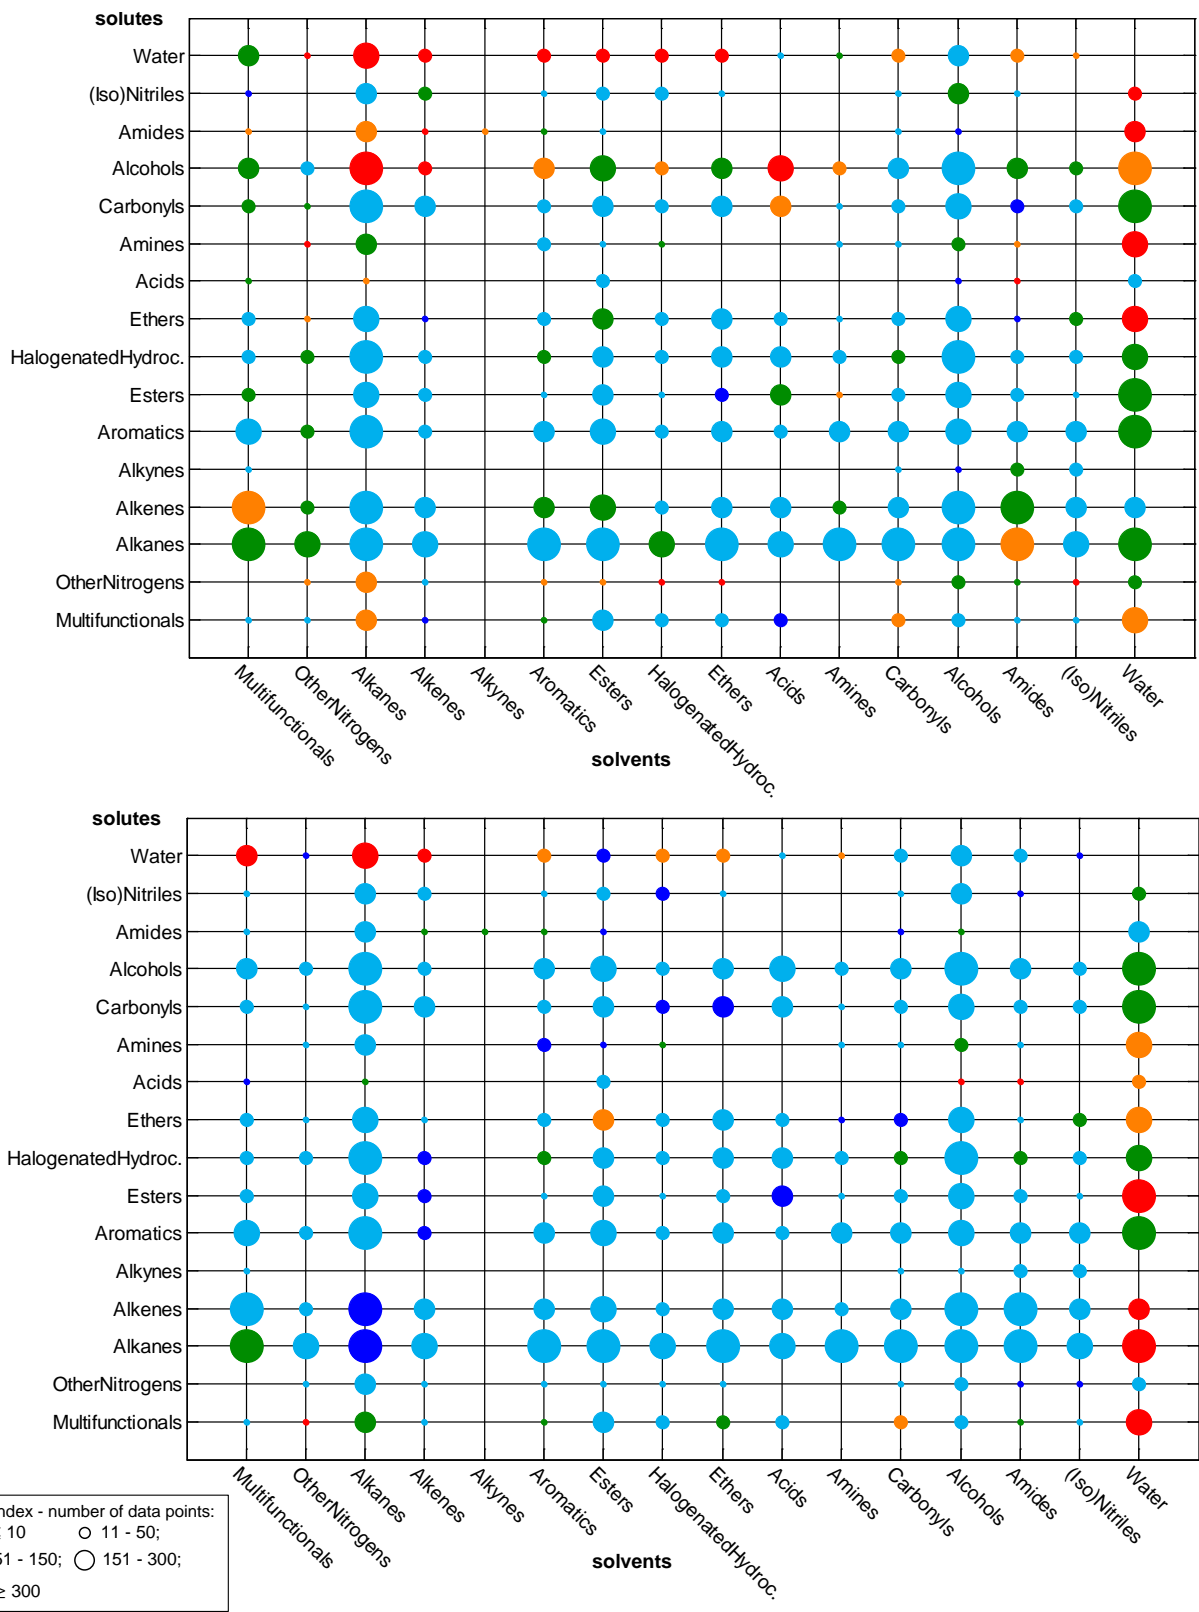 solutes
Water
(Iso)Nitriles
Amides
Alcohols
Carbonyls
Amines
Acids
Ethers
HalogenatedHydroc.
Esters
Aromatics
Alkynes
Alkenes
Alkanes
OtherNitrogens
Multifunctionals
Multifunctionals
OtherNitrogens
Alkanes
Alkenes
Alkynes
Aromatics
Esters
HalogenatedHydroc.
Ethers
Acids
Amines
Carbonyls
Alcohols
Amides
(Iso)Nitriles
Water
solvents
solutes
Water
(Iso)Nitriles
Amides
Alcohols
Carbonyls
Amines
Acids
Ethers
HalogenatedHydroc.
Esters
Aromatics
Alkynes
Alkenes
Alkanes
OtherNitrogens
Multifunctionals
Multifunctionals
OtherNitrogens
Alkanes
Alkenes
Alkynes
Aromatics
Esters
HalogenatedHydroc.
Ethers
Acids
Amines
Carbonyls
Alcohols
Amides
(Iso)Nitriles
Water
solvents
ndex - number of data points:
10 11 - 50;
51 - 150; 151 - 300;
≥ 300